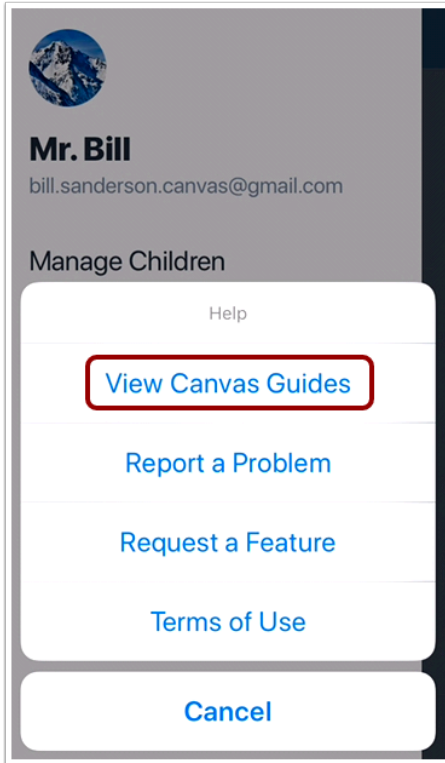 Mr. Bill
bill.sanderson.canvas@gmail.com
Manage Children
Help
View Canvas Guides
Report a Problem
Request a Feature
Terms of Use
Cancel